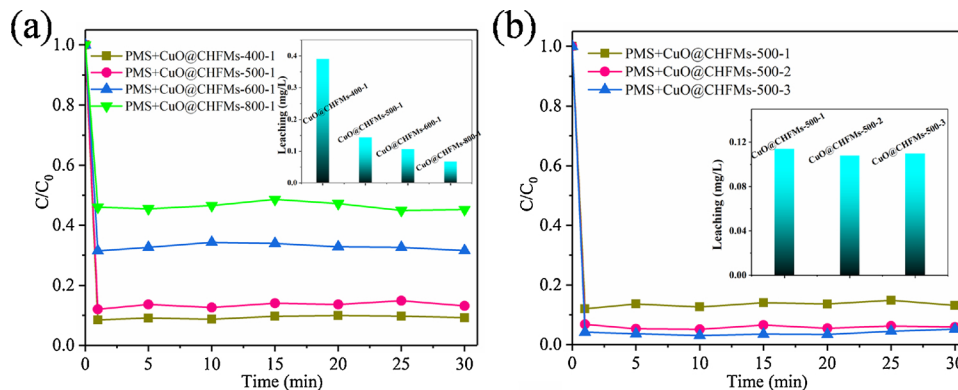 (a)
PMS+CuO@CHFMs-400-1
PMS+CuO@CHFMs-500-1
PMS+CuO@CHFMs-600-1
PMS+CuO@CHFMs-800-1
C/C0
1.0
0.8
0.6
0.4
0.2
0.0
0 5 10 15 20 25 30
Time (min)
Leaching (mg/L)
0.4
0.3
0.2
0.1
0.0
CuO@CHFMs-400-1
CuO@CHFMs-500-1
CuO@CHFMs-600-1
CuO@CHFMs-800-1
(b)
PMS+CuO@CHFMs-500-1
PMS+CuO@CHFMs-500-2
PMS+CuO@CHFMs-500-3
C/C0
1.0
0.8
0.6
0.4
0.2
0.0
0 5 10 15 20 25 30
Time (min)
Leaching (mg/L)
0.12
0.08
0.04
0.00
CuO@CHFMs-500-1
CuO@CHFMs-500-2
CuO@CHFMs-500-3